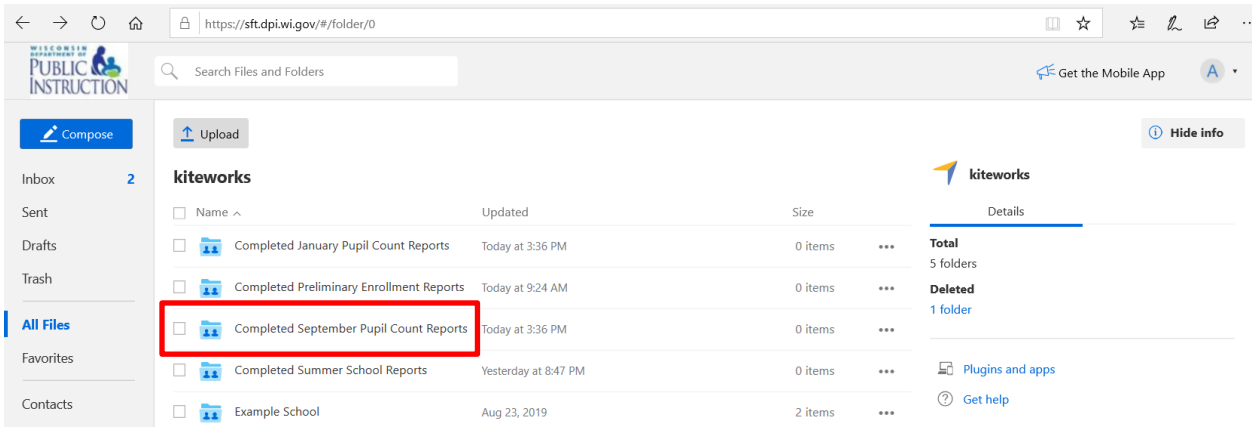 https://sft.dpi.wi.gov/#/folder/0
WISCONSIN
DEPARTMENT OF
PUBLIC
INSTRUCTION
Search Files and Folders
Get the Mobile App
A
Compose
Upload
Hide info
Inbox 2
Sent
Drafts
Trash
All Files
Favorites
Contacts
kiteworks
Name Updated Size
Completed January Pupil Count Reports Today at 3:36 PM 0 items
Completed Preliminary Enrollment Reports Today at 9:24 AM 0 items
Completed September Pupil Count Reports Today at 3:36 PM 0 items
Completed Summer School Reports Yesterday at 8:47 PM 0 items
Example School Aug 23, 2019 2 items
kiteworks
Details
Total
5 folders
Deleted
1 folder
Plugins and apps
Get help